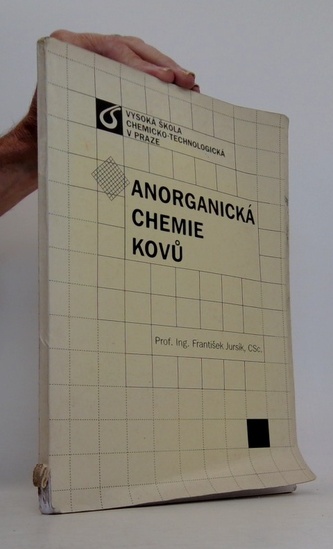 VYSOKÁ ŠKOLA
CHEMICKO-TECHNOLOGICKÁ
V PRAZE
ANORGANICKÁ
CHEMIE
KOVŮ
Prof. Ing. František Jursík, CSc.